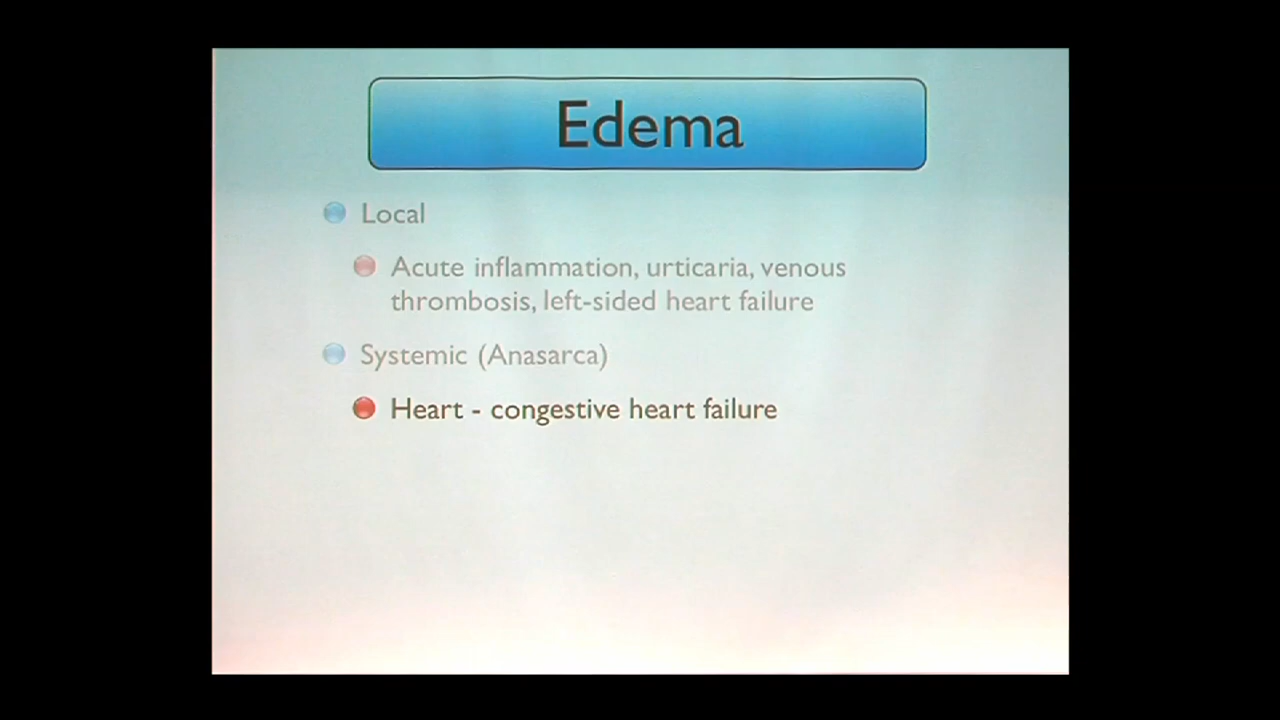 Edema
Local
Acute inflammation, urticaria, venous
thrombosis, left-sided heart failure
Systemic (Anasarca)
Heart - congestive heart failure